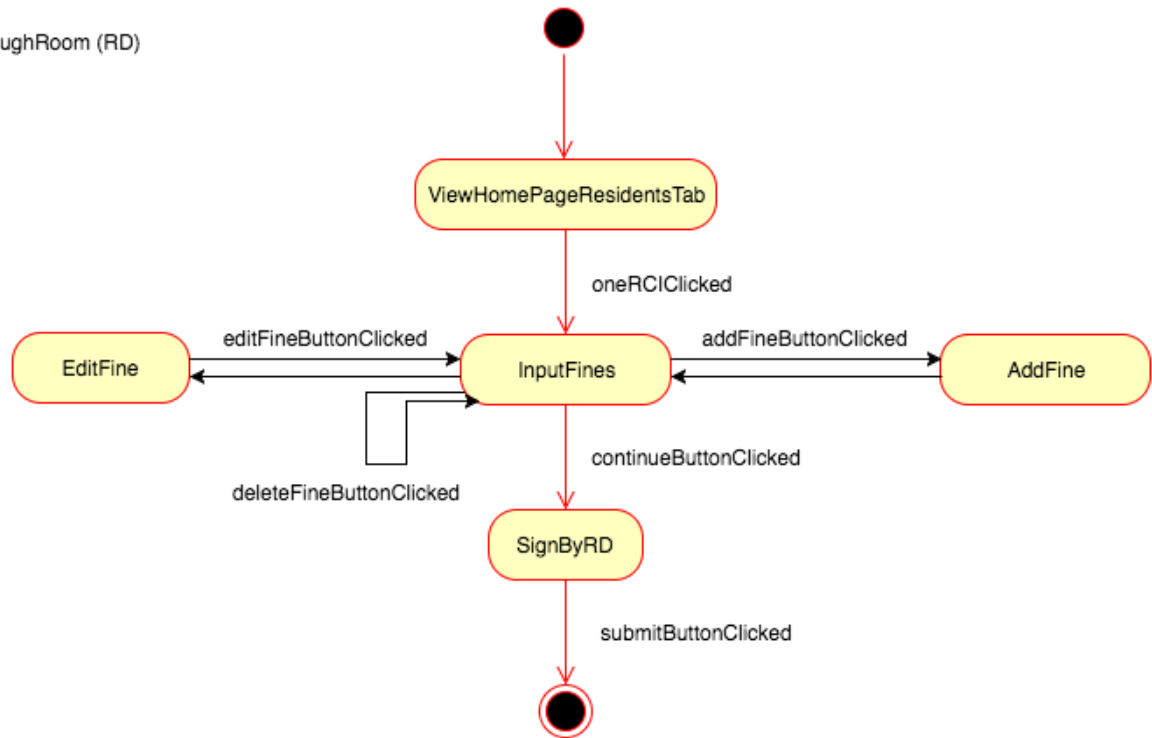 ughRoom (RD)
ViewHomePageResidentsTab
oneRCIClicked
editFineButtonClicked
addFineButtonClicked
EditFine
InputFines
AddFine
continueButtonClicked
deleteFineButtonClicked
SignByRD
submitButtonClicked